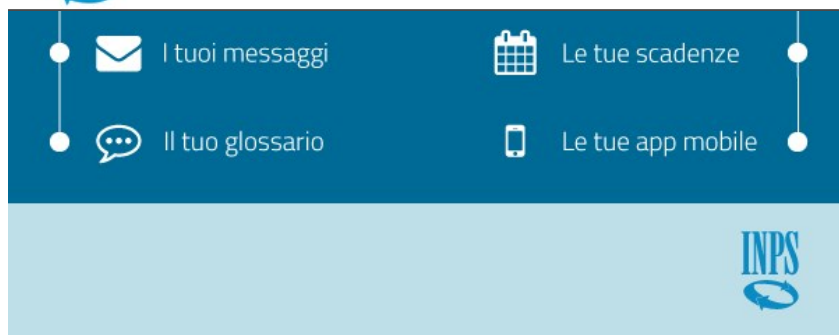 I tuoi messaggi
Le tue scadenze
Il tuo glossario
Le tue app mobile
INPS